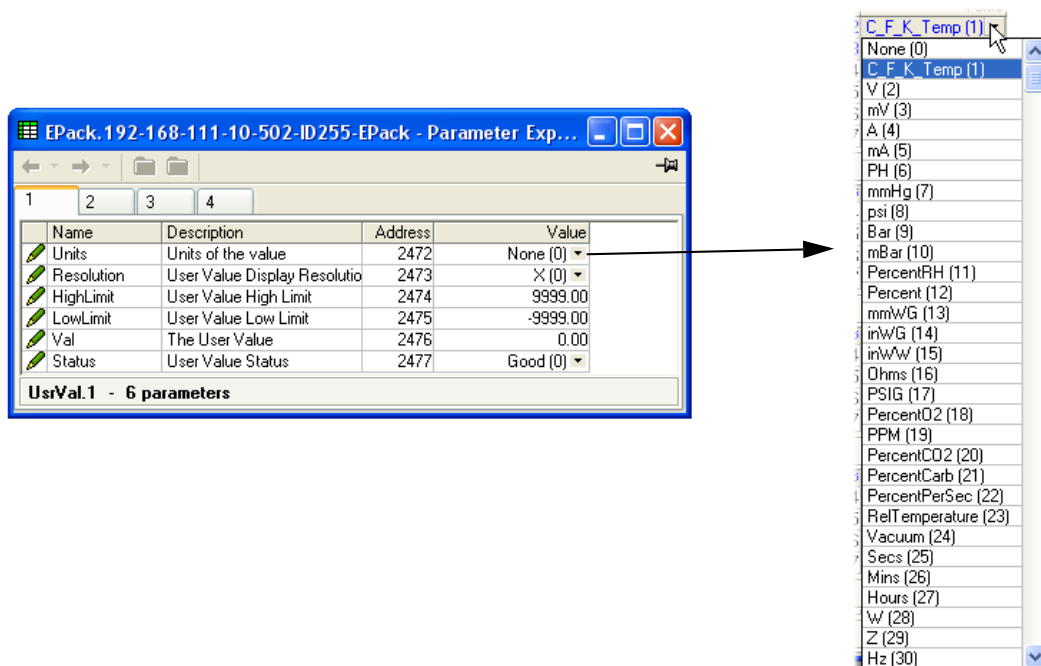 EPack.192-168-111-10-502-ID255-EPack - Parameter Exp...
1 2 3 4
Name Description Address Value
Units Units of the value 2472 None (0)
Resolution User Value Display Resolutio 2473 X (0)
HighLimit User Value High Limit 2474 9999.00
LowLimit User Value Low Limit 2475 -9999.00
Val The User Value 2476 0.00
Status User Value Status 2477 Good (0)
UsrVal.1 - 6 parameters
C_F_K_Temp (1)
None (0)
C_F_K_Temp (1)
V (2)
mV (3)
A (4)
mA (5)
PH (6)
mmHg (7)
psi (8)
Bar (9)
mBar (10)
PercentRH (11)
Percent (12)
mmWG (13)
inWG (14)
inWW (15)
Ohms (16)
PSIG (17)
PercentO2 (18)
PPM (19)
PercentCO2 (20)
PercentCarb (21)
PercentPerSec (22)
RelTemperature (23)
Vacuum (24)
Secs (25)
Mins (26)
Hours (27)
W (28)
Z (29)
Hz (30)